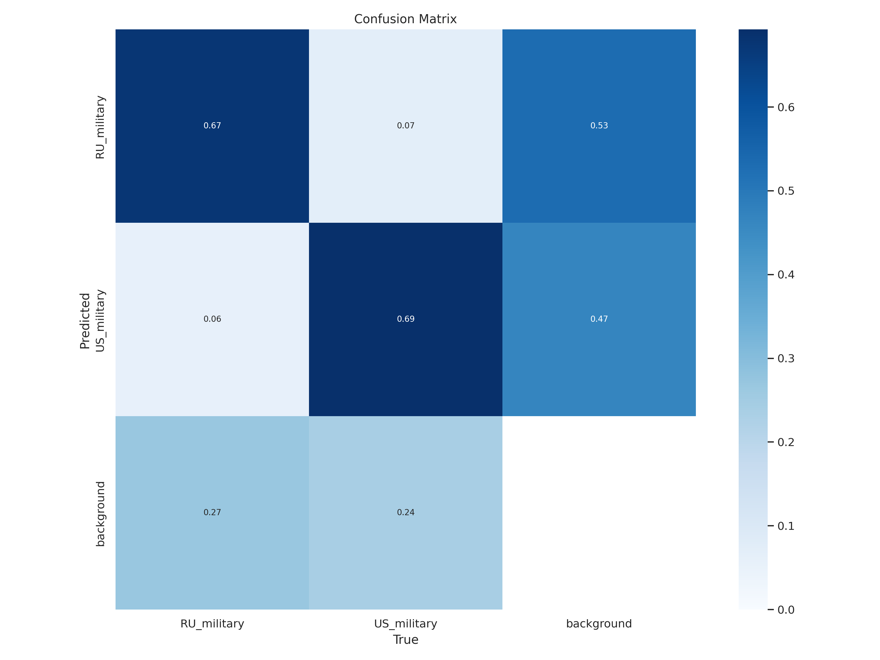 Confusion Matrix
Predicted
RU_military
0.67
0.07
0.53
US_military
0.06
0.69
0.47
background
0.27
0.24
RU_military
US_military
background
True
0.6
0.5
0.4
0.3
0.2
0.1
0.0